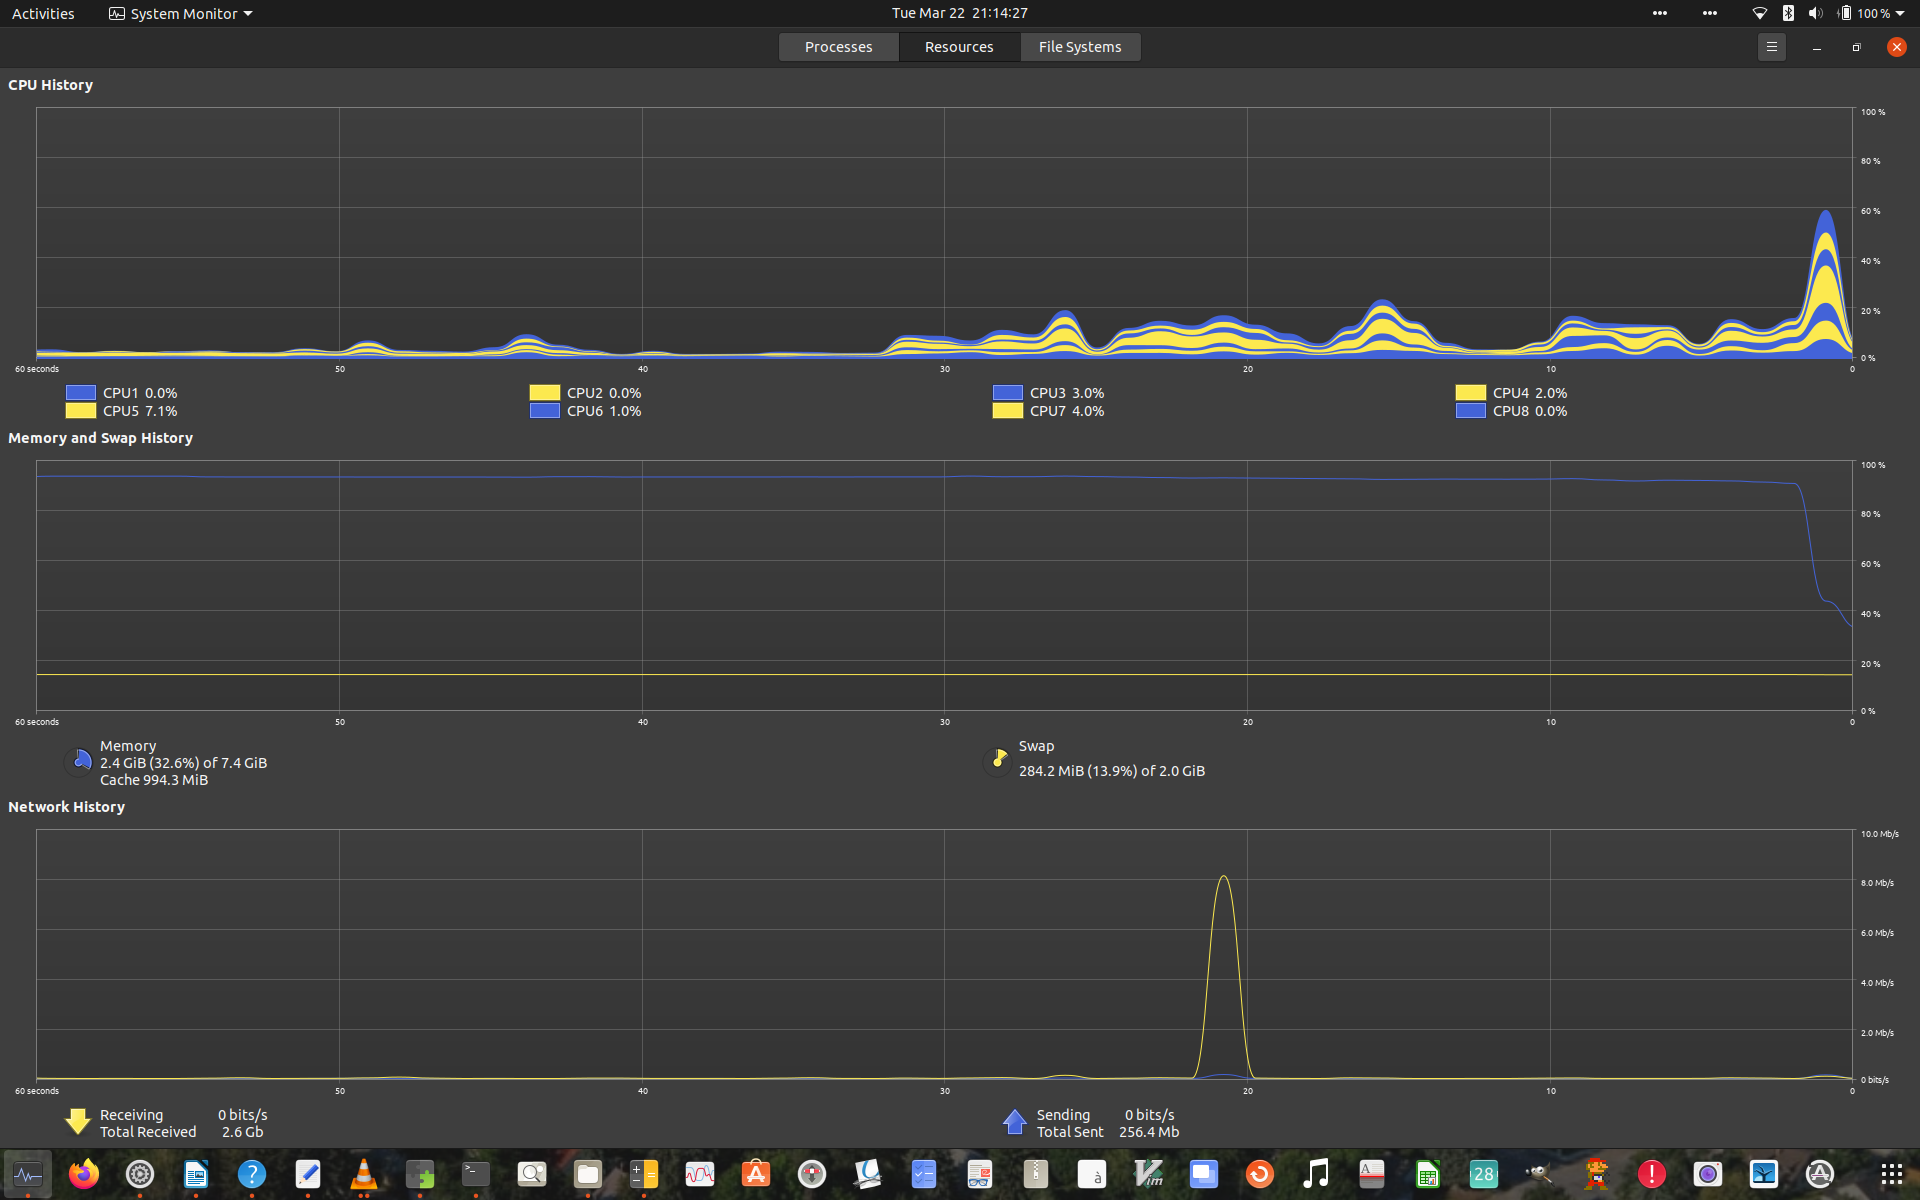 Activities System Monitor Tue Mar 22 21:14:27 100 %
Processes Resources File Systems
CPU History
100 %
80 %
60 %
40 %
20 %
0 %
60 seconds 50 40 30 20 10 0
CPU1 0.0% CPU2 0.0% CPU3 3.0% CPU4 2.0%
CPU5 7.1% CPU6 1.0% CPU7 4.0% CPU8 0.0%
Memory and Swap History
100 %
80 %
60 %
40 %
20 %
0 %
60 seconds 50 40 30 20 10 0
Memory Swap
2.4 GiB (32.6%) of 7.4 GiB 284.2 MiB (13.9%) of 2.0 GiB
Cache 994.3 MiB
Network History
10.0 Mb/s
8.0 Mb/s
6.0 Mb/s
4.0 Mb/s
2.0 Mb/s
0 bits/s
60 seconds 50 40 30 20 10 0
Receiving 0 bits/s Sending 0 bits/s
Total Received 2.6 Gb Total Sent 256.4 Mb
? >_ à Vim A 28 !